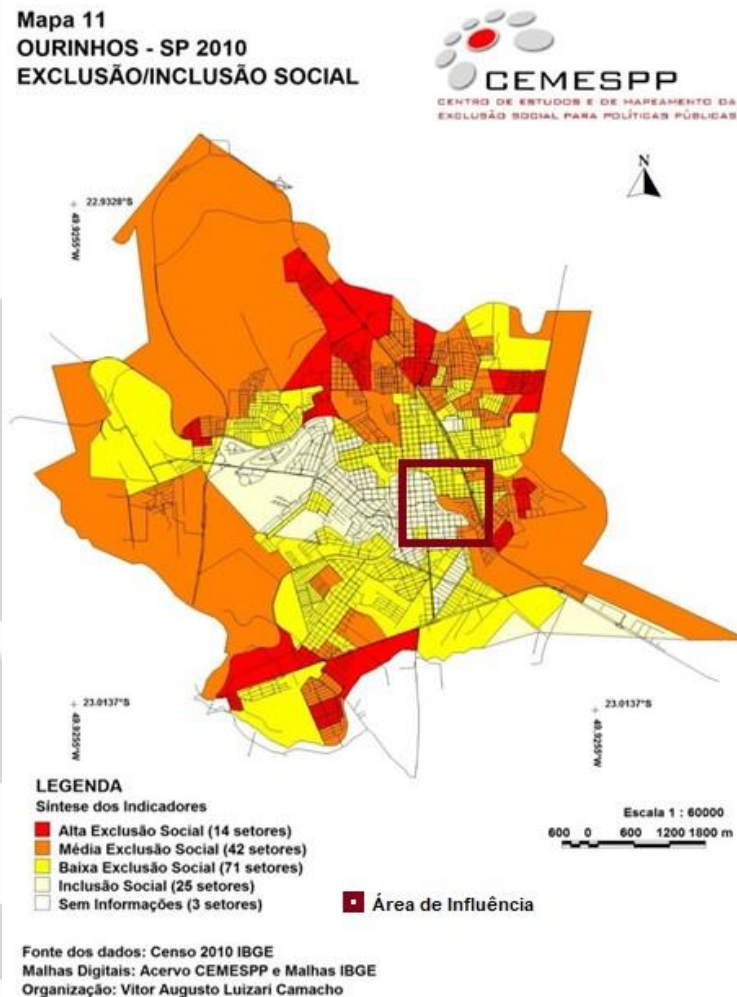 Mapa 11
OURINHOS - SP 2010
EXCLUSÃO/INCLUSÃO SOCIAL
CEMESPP
CENTRO DE ESTUDOS E DE MAPEAMENTO DA
EXCLUSÃO SOCIAL PARA POLÍTICAS PÚBLICAS
N
22.9328°S
49.9255°W
23.0137°S
49.9255°W
23.0137°S
49.9255°W
LEGENDA
Síntese dos Indicadores
Alta Exclusão Social (14 setores)
Média Exclusão Social (42 setores)
Baixa Exclusão Social (71 setores)
Inclusão Social (25 setores)
Sem Informações (3 setores)
Escala 1 : 60000
600 0 600 1200 1800 m
Área de Influência
Fonte dos dados: Censo 2010 IBGE
Malhas Digitais: Acervo CEMESPP e Malhas IBGE
Organização: Vitor Augusto Luizari Camacho